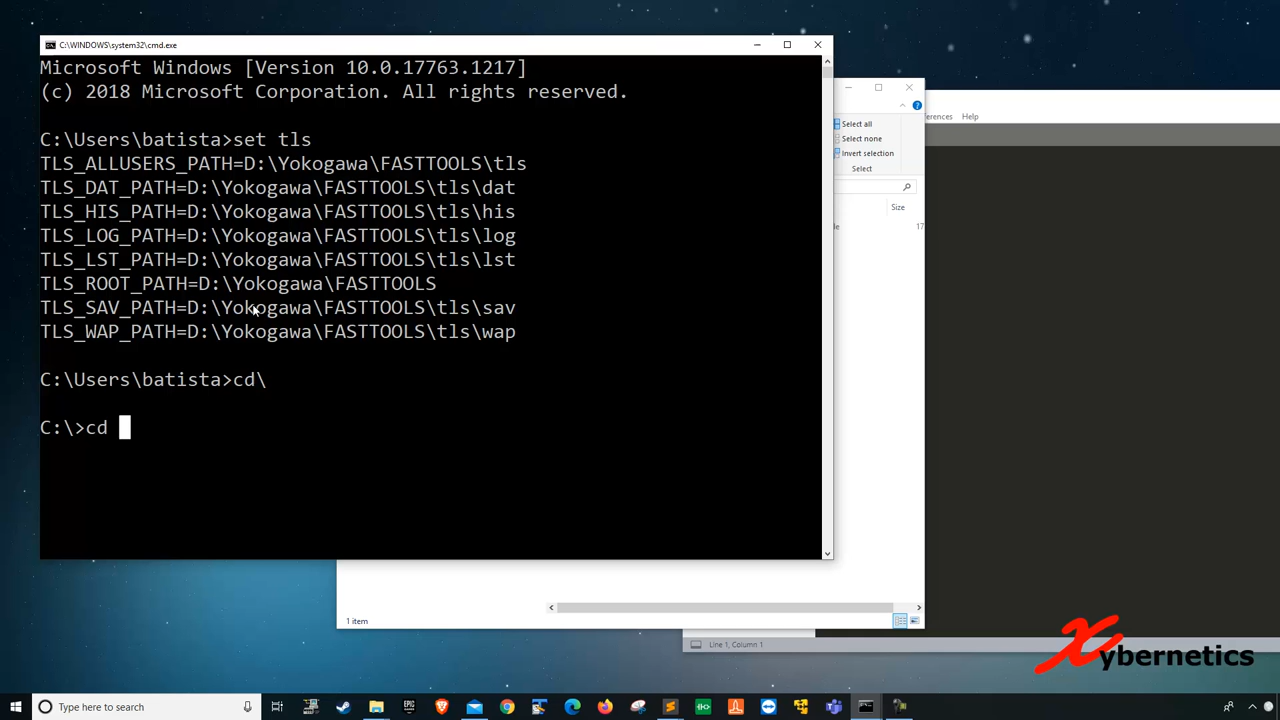 C:\WINDOWS\system32\cmd.exe
Microsoft Windows [Version 10.0.17763.1217]
(c) 2018 Microsoft Corporation. All rights reserved.
C:\Users\batista>set tls
TLS_ALLUSERS_PATH=D:\Yokogawa\FASTTOOLS\tls
TLS_DAT_PATH=D:\Yokogawa\FASTTOOLS\tls\dat
TLS_HIS_PATH=D:\Yokogawa\FASTTOOLS\tls\his
TLS_LOG_PATH=D:\Yokogawa\FASTTOOLS\tls\log
TLS_LST_PATH=D:\Yokogawa\FASTTOOLS\tls\lst
TLS_ROOT_PATH=D:\Yokogawa\FASTTOOLS
TLS_SAV_PATH=D:\Yokogawa\FASTTOOLS\tls\sav
TLS_WAP_PATH=D:\Yokogawa\FASTTOOLS\tls\wap
C:\Users\batista>cd\
C:\>cd
erences Help
Select all
Select none
Invert selection
Select
Size
17
1 item
Line 1, Column 1
Xybernetics
Type here to search
EPIC